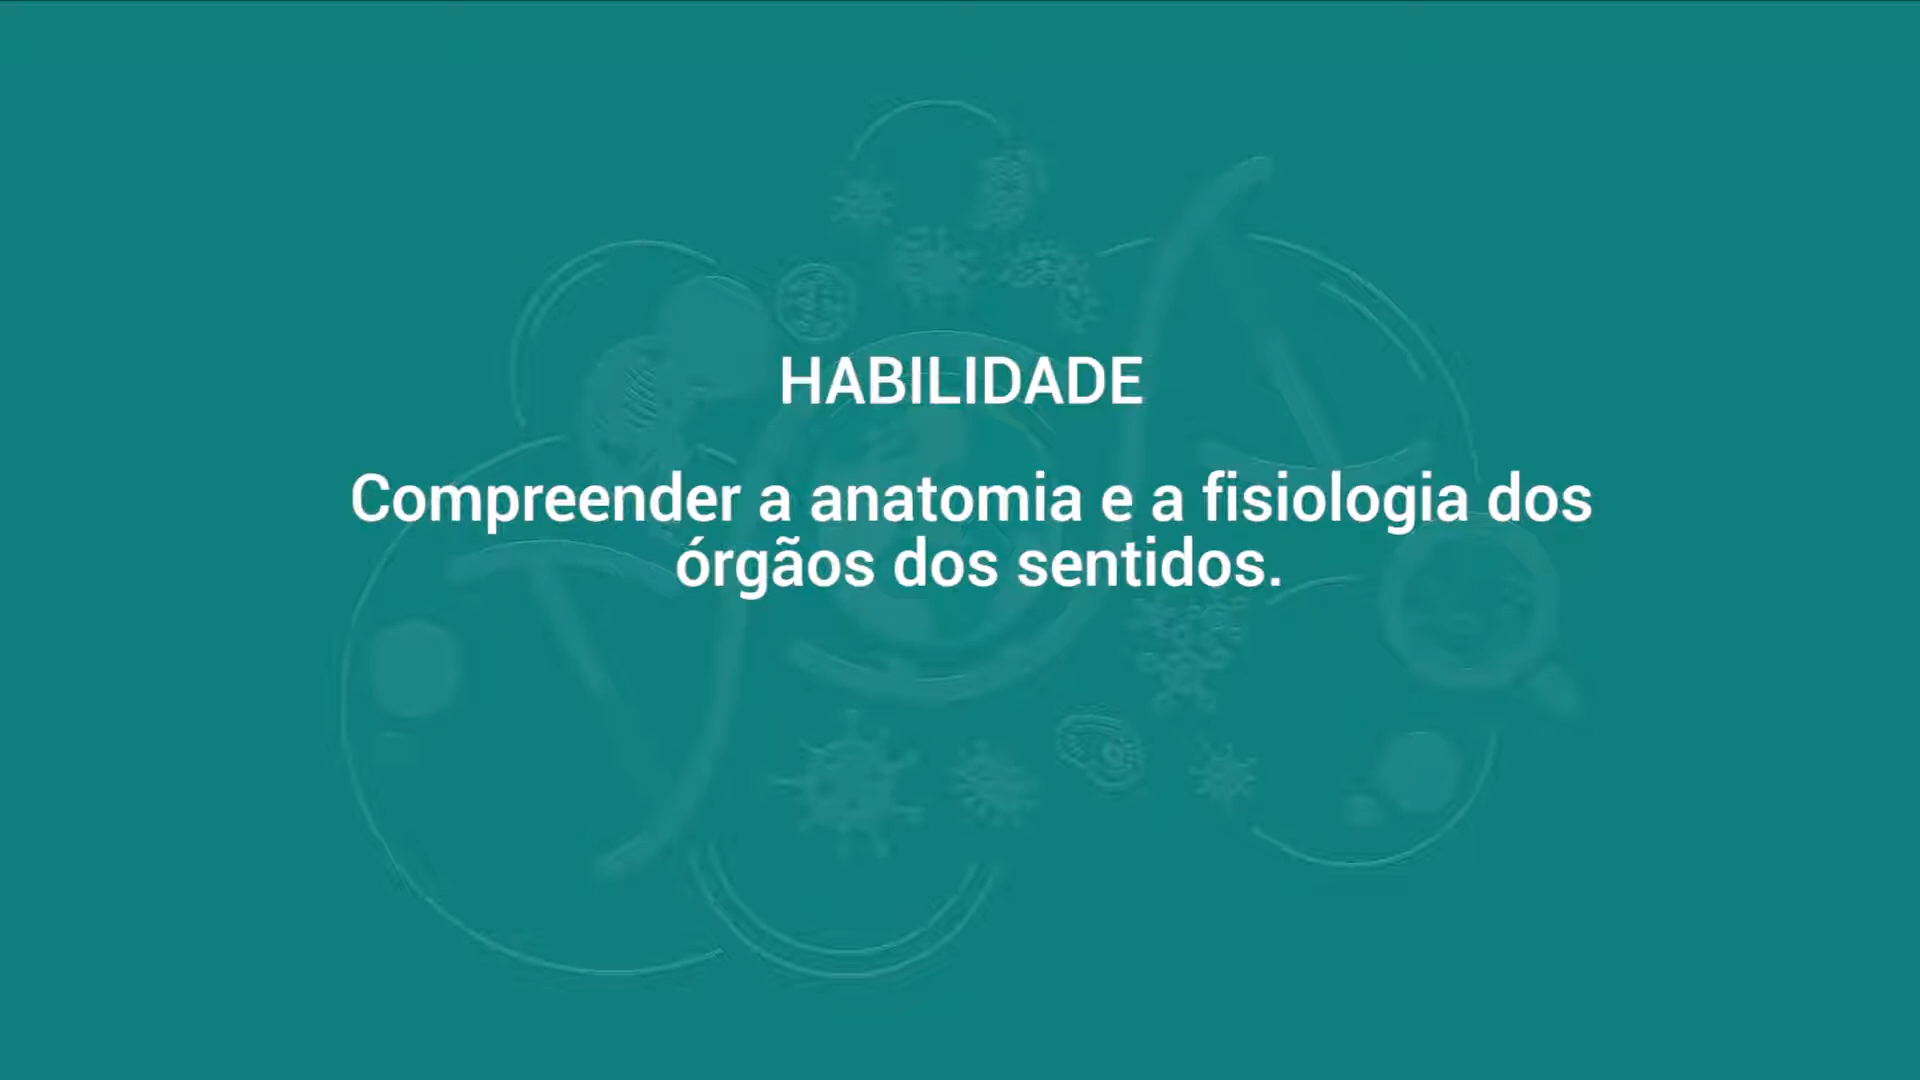 HABILIDADE
Compreender a anatomia e a fisiologia dos
órgãos dos sentidos.